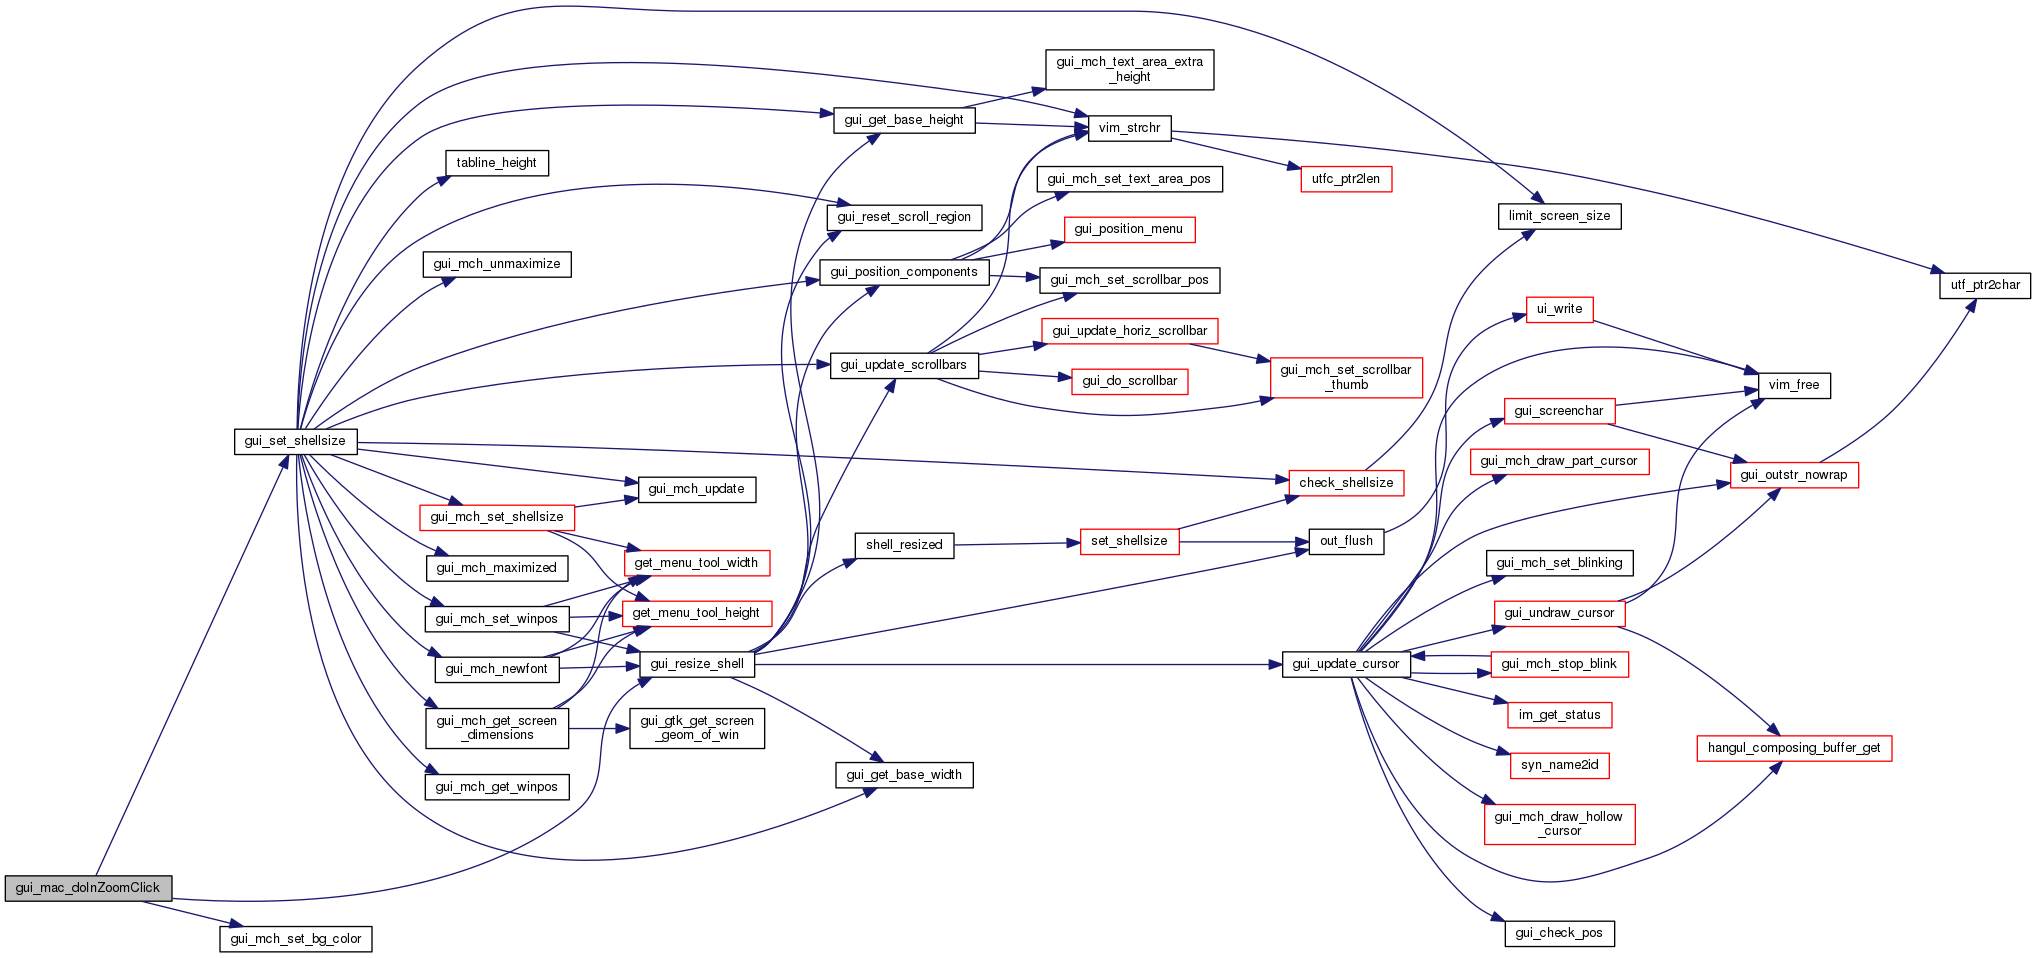 gui_mch_text_area_extra
_height
gui_get_base_height
vim_strchr
tabline_height
utfc_ptr2len
gui_mch_set_text_area_pos
gui_reset_scroll_region
limit_screen_size
gui_position_menu
gui_mch_unmaximize
gui_position_components
gui_mch_set_scrollbar_pos
utf_ptr2char
ui_write
gui_update_horiz_scrollbar
gui_update_scrollbars
gui_mch_set_scrollbar
_thumb
gui_do_scrollbar
vim_free
gui_screenchar
gui_set_shellsize
gui_mch_draw_part_cursor
gui_outstr_nowrap
check_shellsize
gui_mch_update
gui_mch_set_shellsize
shell_resized
set_shellsize
out_flush
get_menu_tool_width
gui_mch_maximized
gui_mch_set_blinking
get_menu_tool_height
gui_undraw_cursor
gui_mch_set_winpos
gui_mch_newfont
gui_resize_shell
gui_update_cursor
gui_mch_stop_blink
gui_mch_get_screen
_dimensions
gui_gtk_get_screen
_geom_of_win
im_get_status
hangul_composing_buffer_get
syn_name2id
gui_get_base_width
gui_mch_get_winpos
gui_mch_draw_hollow
_cursor
gui_mac_doInZoomClick
gui_mch_set_bg_color
gui_check_pos